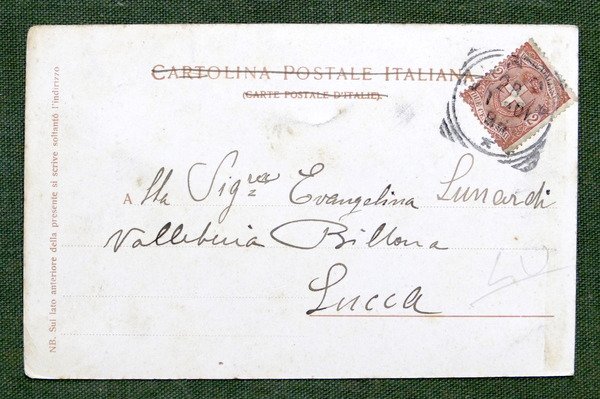 CARTOLINA POSTALE ITALIANA
(CARTE POSTALE D'ITALIE).
Alla Sig.ra Evangelina Lunardi
Vallebuia Billona
Lucca
NB. Sul lato anteriore della presente si scrive soltanto l'indirizzo